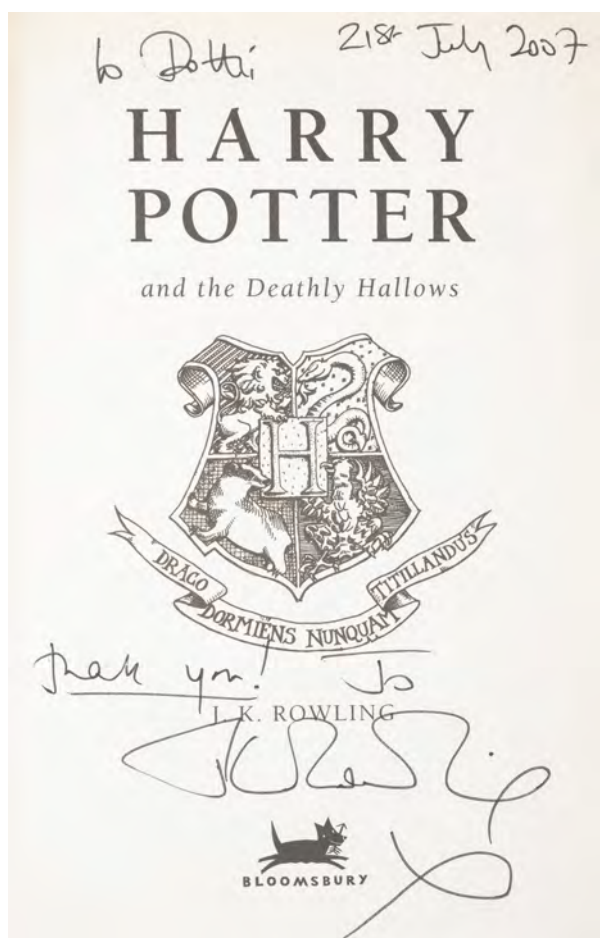 to Dotti 21st July 2007
HARRY
POTTER
and the Deathly Hallows
H
DRACO DORMIENS NUNQUAM TITILLANDUS
thank you! Jo
J. K. ROWLING
JKRowling
BLOOMSBURY